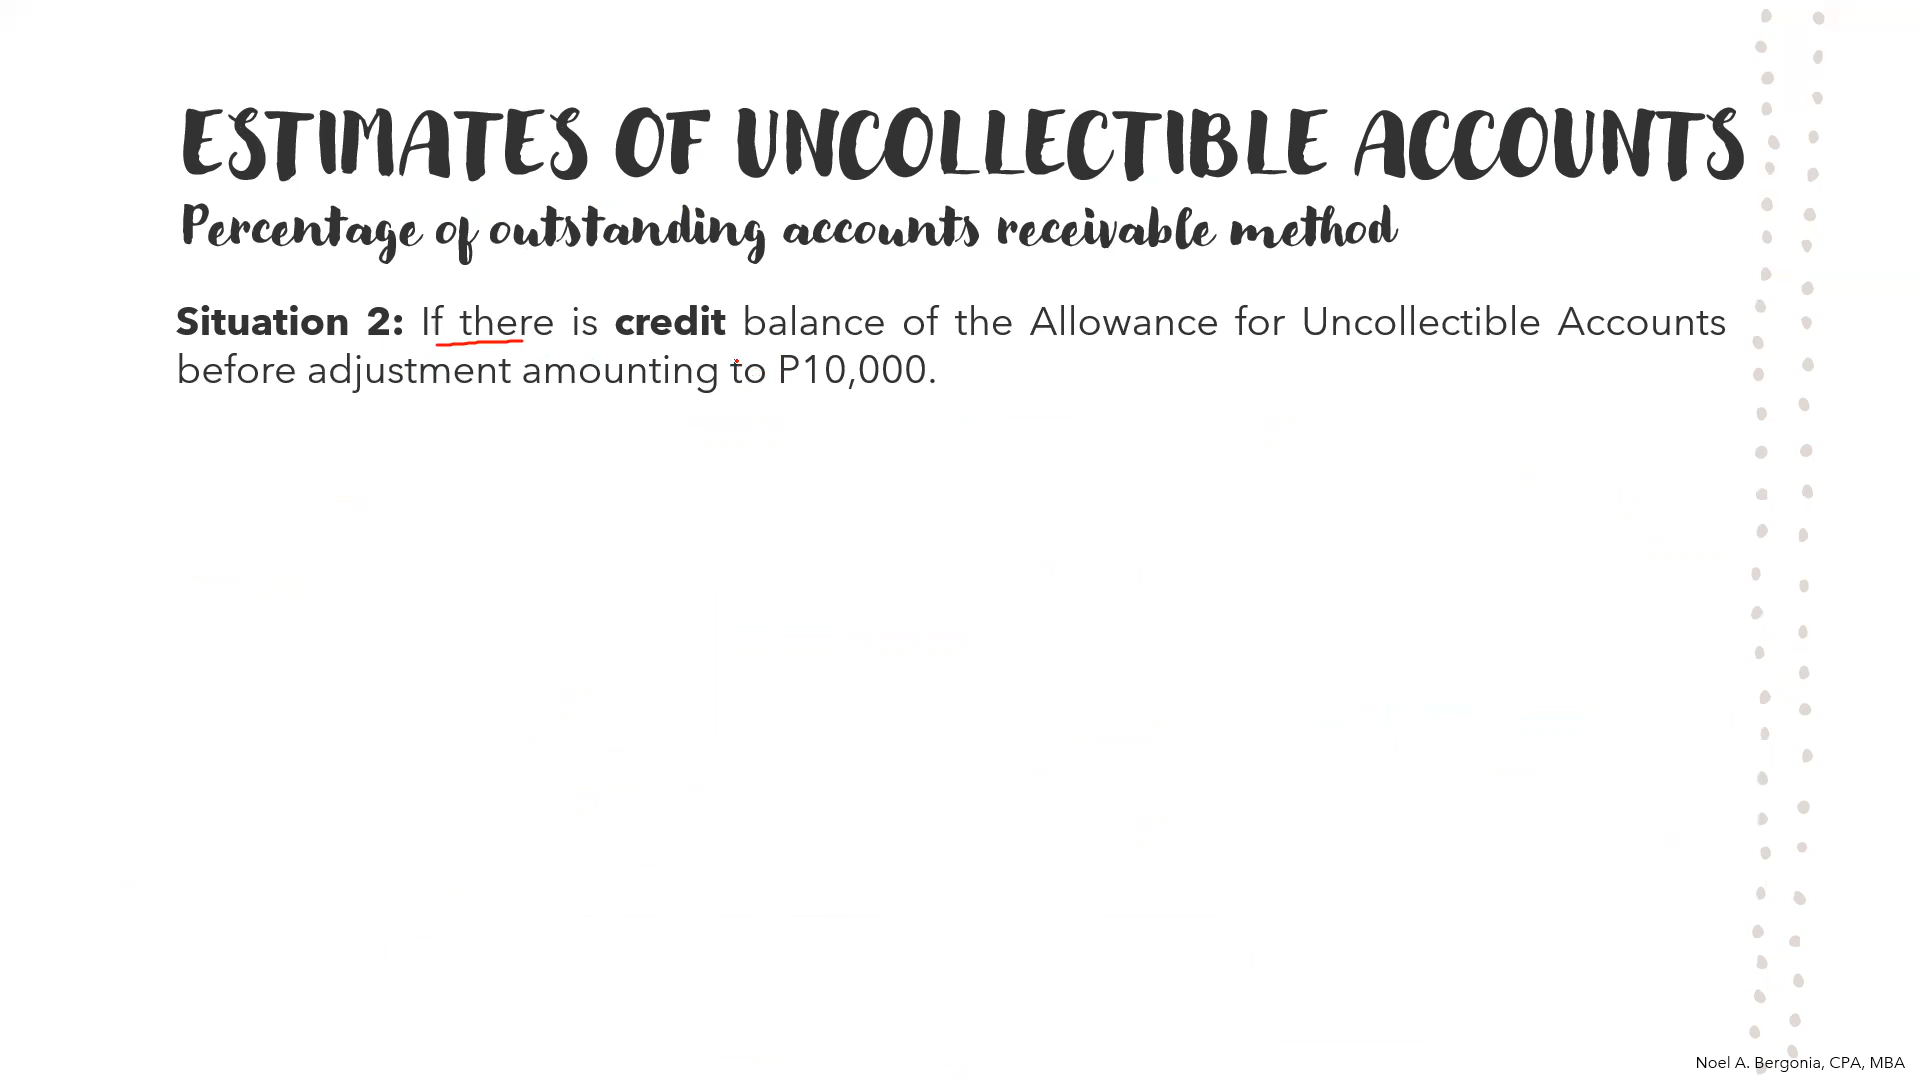 ESTIMATES OF UNCOLLECTIBLE ACCOUNTS
Percentage of outstanding accounts receivable method
Situation 2: If there is credit balance of the Allowance for Uncollectible Accounts
before adjustment amounting to P10,000.
Noel A. Bergonia, CPA, MBA